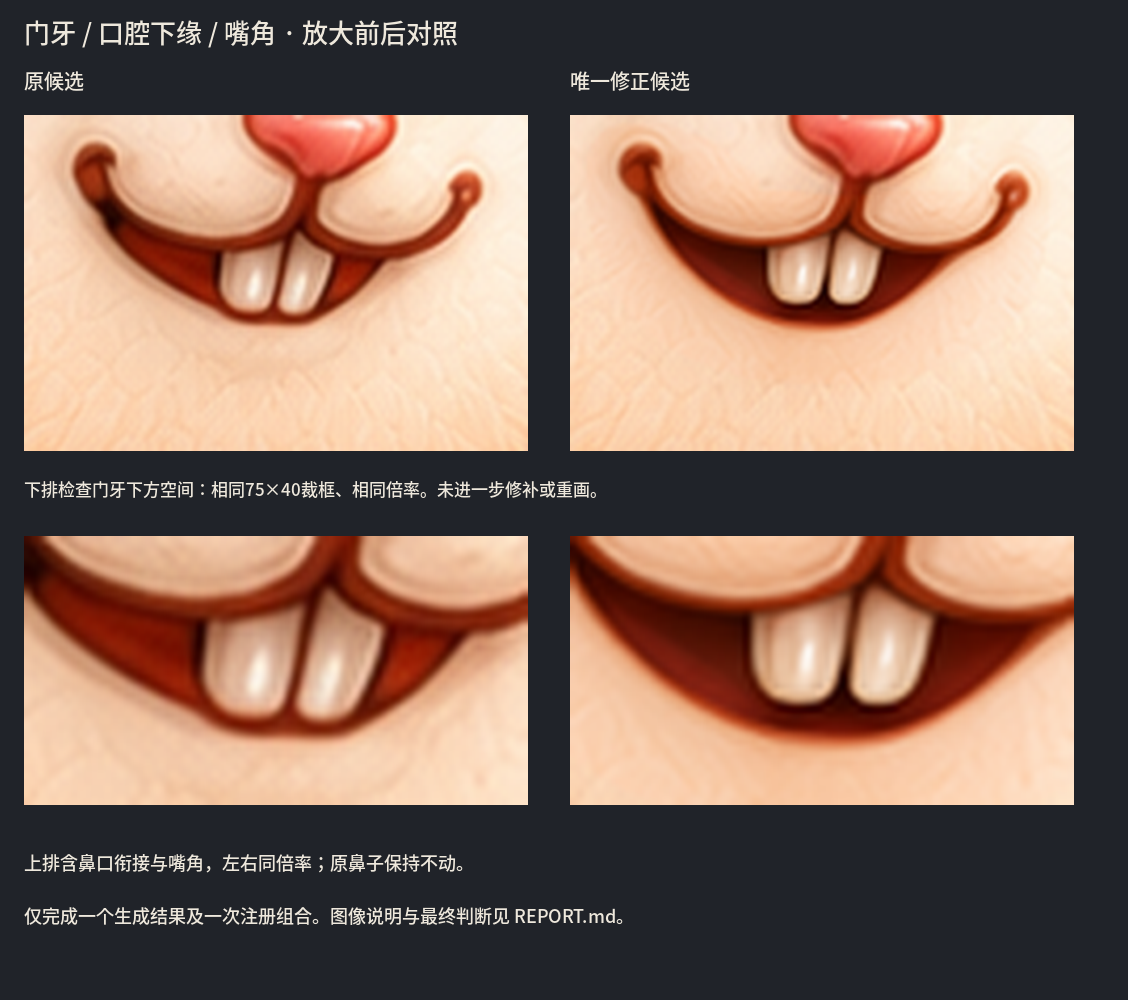 门牙 / 口腔下缘 / 嘴角 · 放大前后对照
原候选
唯一修正候选
下排检查门牙下方空间：相同75×40裁框、相同倍率。未进一步修补或重画。
上排含鼻口衔接与嘴角，左右同倍率；原鼻子保持不动。
仅完成一个生成结果及一次注册组合。图像说明与最终判断见 REPORT.md。